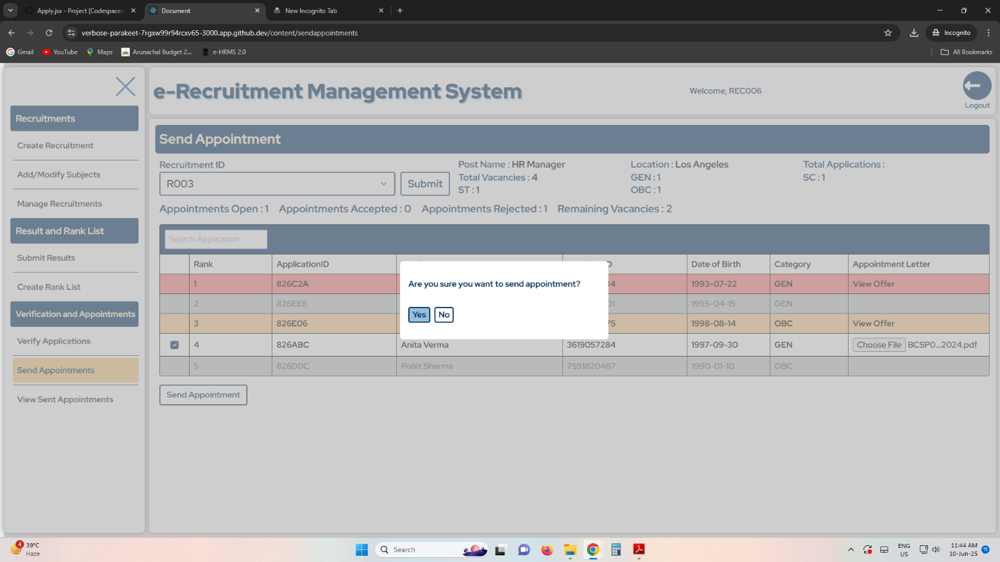 Apply.jsx - Project [Codespaces
Document
New Incognito Tab
verbose-parakeet-7rgxw99r94rcxv65-3000.app.github.dev/content/sendappointments
Incognito
Gmail
YouTube
Maps
Arunachal Budget 2...
e-HRMS 2.0
All Bookmarks
e-Recruitment Management System
Welcome, REC006
Logout
Recruitments
Create Recruitment
Add/Modify Subjects
Manage Recruitments
Result and Rank List
Submit Results
Create Rank List
Verification and Appointments
Verify Applications
Send Appointments
View Sent Appointments
Send Appointment
Recruitment ID
R003
Submit
Post Name : HR Manager
Location : Los Angeles
Total Applications :
Total Vacancies : 4
GEN : 1
SC : 1
ST : 1
OBC : 1
Appointments Open : 1 Appointments Accepted : 0 Appointments Rejected : 1 Remaining Vacancies : 2
Search Application
Rank ApplicationID Date of Birth Category Appointment Letter
1 826C2A 1993-07-22 GEN View Offer
2 826EE6 1995-04-15 GEN
3 826E06 1998-08-14 OBC View Offer
4 826ABC Anita Verma 3619057284 1997-09-30 GEN Choose File BCSP0...2024.pdf
5 826D0C Rohit Sharma 7591820467 1990-01-10 OBC
Are you sure you want to send appointment?
Yes No
Send Appointment
4
39°C
Haze
Search
ENG
US
11:44 AM
10-Jun-25
11